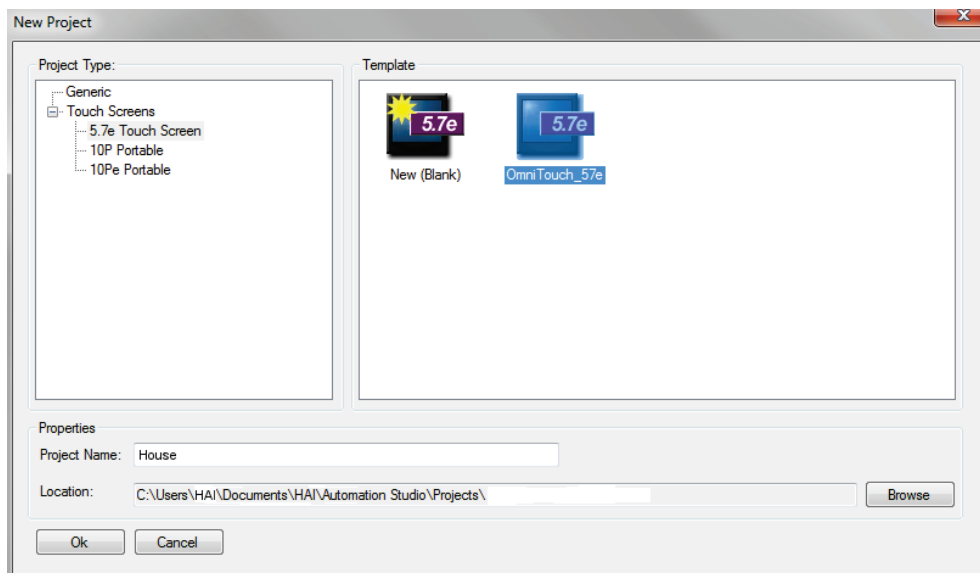 New Project
x
Project Type:
Generic
Touch Screens
5.7e Touch Screen
10P Portable
10Pe Portable
Template
5.7e
New (Blank)
5.7e
OmniTouch_57e
Properties
Project Name: House
Location: C:\Users\HAI\Documents\HAI\Automation Studio\Projects\ Browse
Ok Cancel